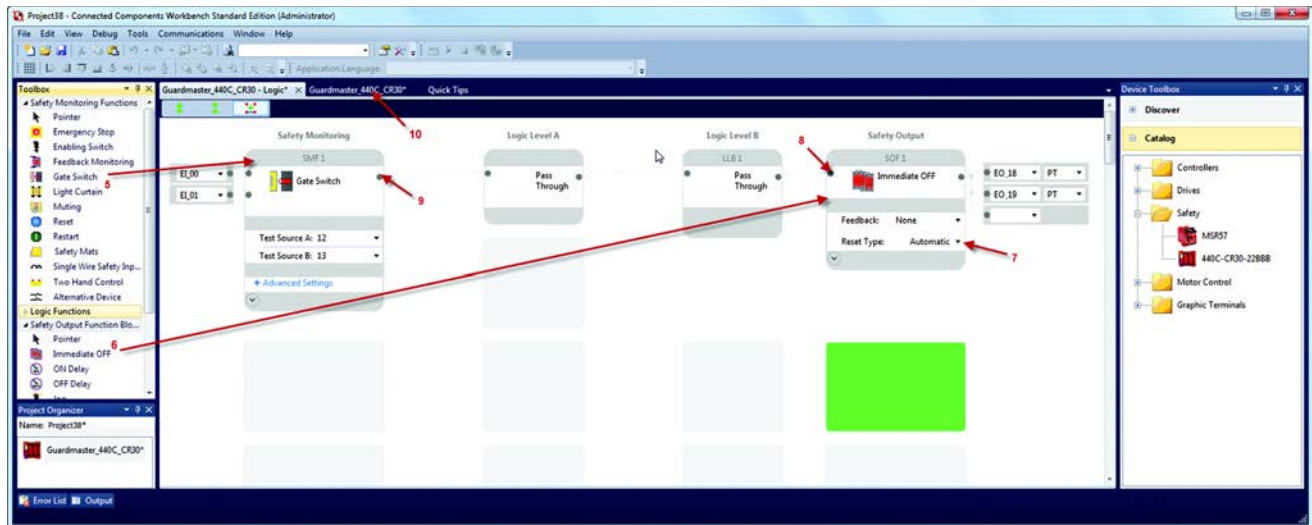 Project38 - Connected Components Workbench Standard Edition (Administrator)
File Edit View Debug Tools Communications Window Help
Application Language:
Toolbox
Safety Monitoring Functions
Pointer
Emergency Stop
Enabling Switch
Feedback Monitoring
Gate Switch
5
Light Curtain
Muting
Reset
Restart
Safety Mats
Single Wire Safety Inp...
Two Hand Control
Alternative Device
Logic Functions
Safety Output Function Blo...
Pointer
6
Immediate OFF
ON Delay
OFF Delay
Project Organizer
Name: Project38*
Guardmaster_440C_CR30*
Error List Output
Guardmaster_440C_CR30 - Logic* Guardmaster_440C_CR30* Quick Tips
10
Safety Monitoring Logic Level A Logic Level B Safety Output
SMF 1
EI_00
EI_01
Gate Switch
9
Test Source A: 12
Test Source B: 13
+ Advanced Settings
Pass
Through
LLB 1
Pass
Through
8
SOF 1
Immediate OFF
EO_18 PT
EO_19 PT
Feedback: None
Reset Type: Automatic
7
Device Toolbox
Discover
Catalog
Controllers
Drives
Safety
MSR57
440C-CR30-22BBB
Motor Control
Graphic Terminals